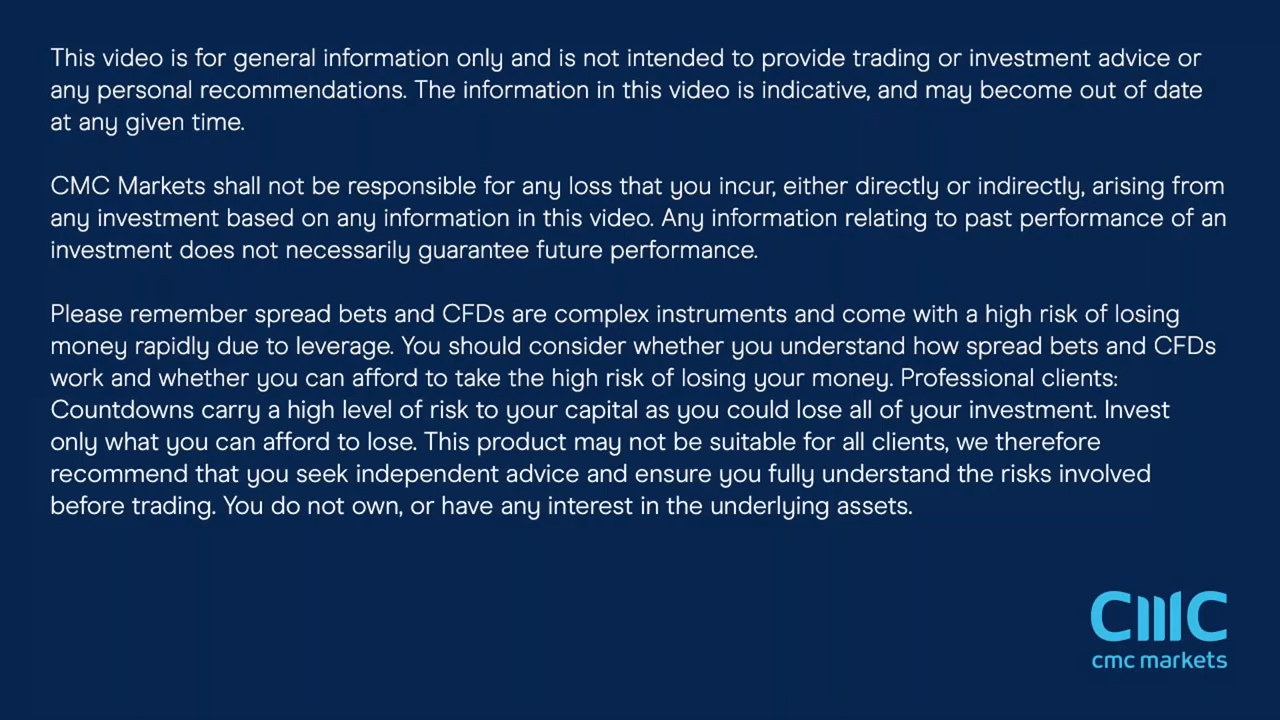 This video is for general information only and is not intended to provide trading or investment advice or
any personal recommendations. The information in this video is indicative, and may become out of date
at any given time.
CMC Markets shall not be responsible for any loss that you incur, either directly or indirectly, arising from
any investment based on any information in this video. Any information relating to past performance of an
investment does not necessarily guarantee future performance.
Please remember spread bets and CFDs are complex instruments and come with a high risk of losing
money rapidly due to leverage. You should consider whether you understand how spread bets and CFDs
work and whether you can afford to take the high risk of losing your money. Professional clients:
Countdowns carry a high level of risk to your capital as you could lose all of your investment. Invest
only what you can afford to lose. This product may not be suitable for all clients, we therefore
recommend that you seek independent advice and ensure you fully understand the risks involved
before trading. You do not own, or have any interest in the underlying assets.
CMC
cmc markets